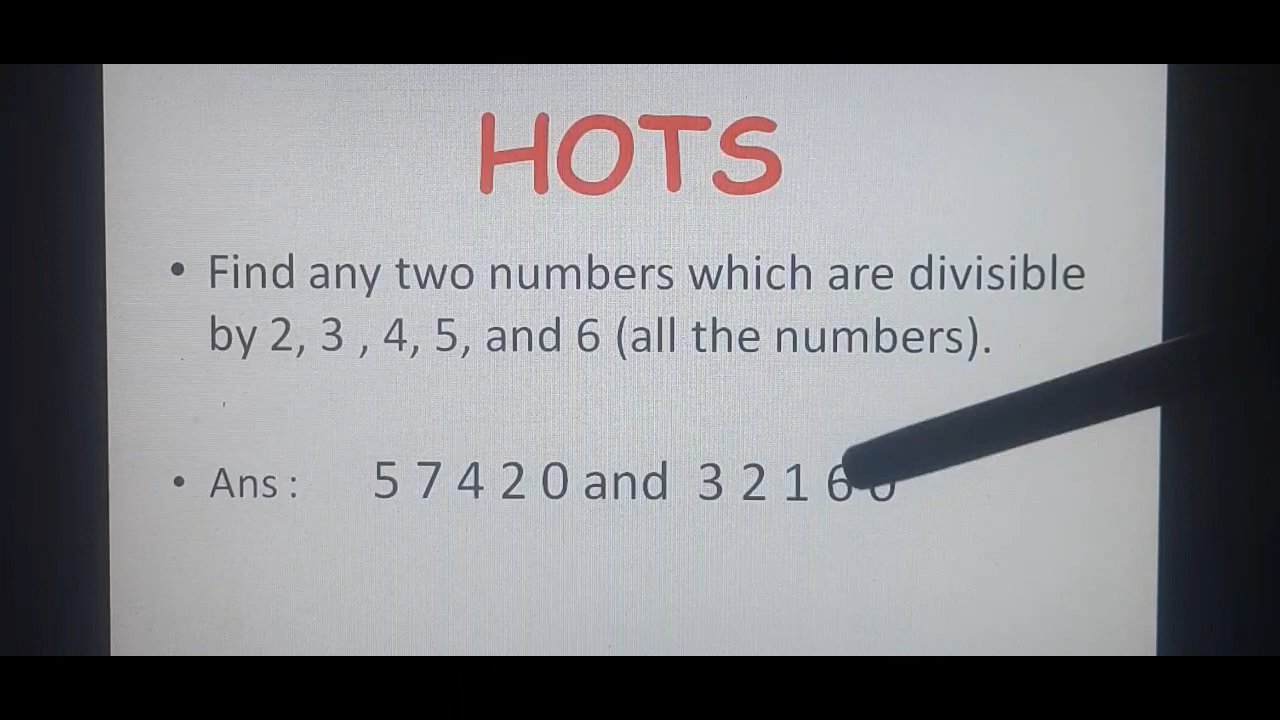 HOTS
• Find any two numbers which are divisible
by 2, 3 , 4, 5, and 6 (all the numbers).
• Ans : 5 7 4 2 0 and 3 2 1 6 0